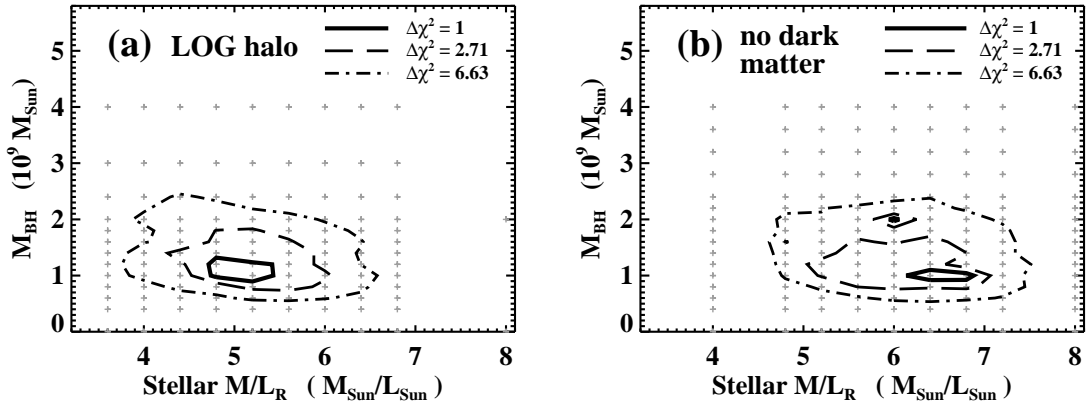 (a) LOG halo
Δχ² = 1
Δχ² = 2.71
Δχ² = 6.63
5
4
3
2
1
0
M_BH (10⁹ M_Sun)
4 5 6 7 8
Stellar M/L_R ( M_Sun/L_Sun)
(b) no dark
matter
Δχ² = 1
Δχ² = 2.71
Δχ² = 6.63
5
4
3
2
1
0
M_BH (10⁹ M_Sun)
4 5 6 7 8
Stellar M/L_R ( M_Sun/L_Sun)